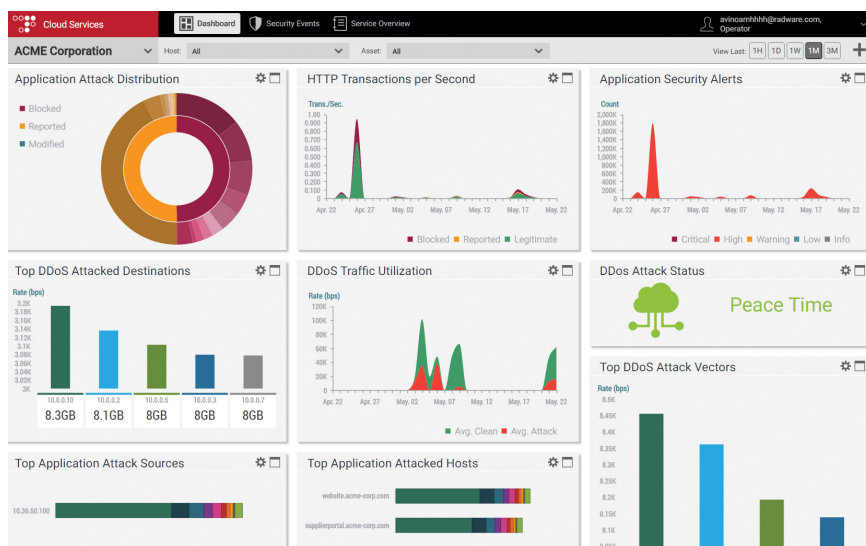 Cloud Services
Dashboard
Security Events
Service Overview
avinoamhhhh@radware.com,
Operator
ACME Corporation
Host: All
Asset: All
View Last: 1H 1D 1W 1M 3M
Application Attack Distribution
Blocked
Reported
Modified
HTTP Transactions per Second
Trans./Sec.
1.00
0.900
0.800
0.700
0.600
0.500
0.400
0.300
0.200
0.100
0
Apr. 22 Apr. 27 May. 02 May. 07 May. 12 May. 17 May. 22
Blocked Reported Legitimate
Application Security Alerts
Count
2,000K
1,800K
1,600K
1,400K
1,200K
1,000K
800K
600K
400K
200K
0
Apr. 22 Apr. 27 May. 02 May. 07 May. 12 May. 17 May. 22
Critical High Warning Low Info
Top DDoS Attacked Destinations
Rate (bps)
3.2K
3.18K
3.16K
3.14K
3.12K
3.1K
3.08K
3.06K
3.04K
3.02K
3K
10.0.0.10 10.0.0.2 10.0.0.5 10.0.0.3 10.0.0.7
8.3GB 8.1GB 8GB 8GB 8GB
DDoS Traffic Utilization
Rate (bps)
120K
100K
80K
60K
40K
20K
0
Apr. 22 Apr. 27 May. 02 May. 07 May. 12 May. 17 May. 22
Avg. Clean Avg. Attack
DDos Attack Status
Peace Time
Top DDoS Attack Vectors
Rate (bps)
8.5K
8.45K
8.4K
8.35K
8.3K
8.25K
8.2K
8.15K
8.1K
Top Application Attack Sources
10.36.50.100
Top Application Attacked Hosts
website.acme-corp.com
supplierportal.acme-corp.com